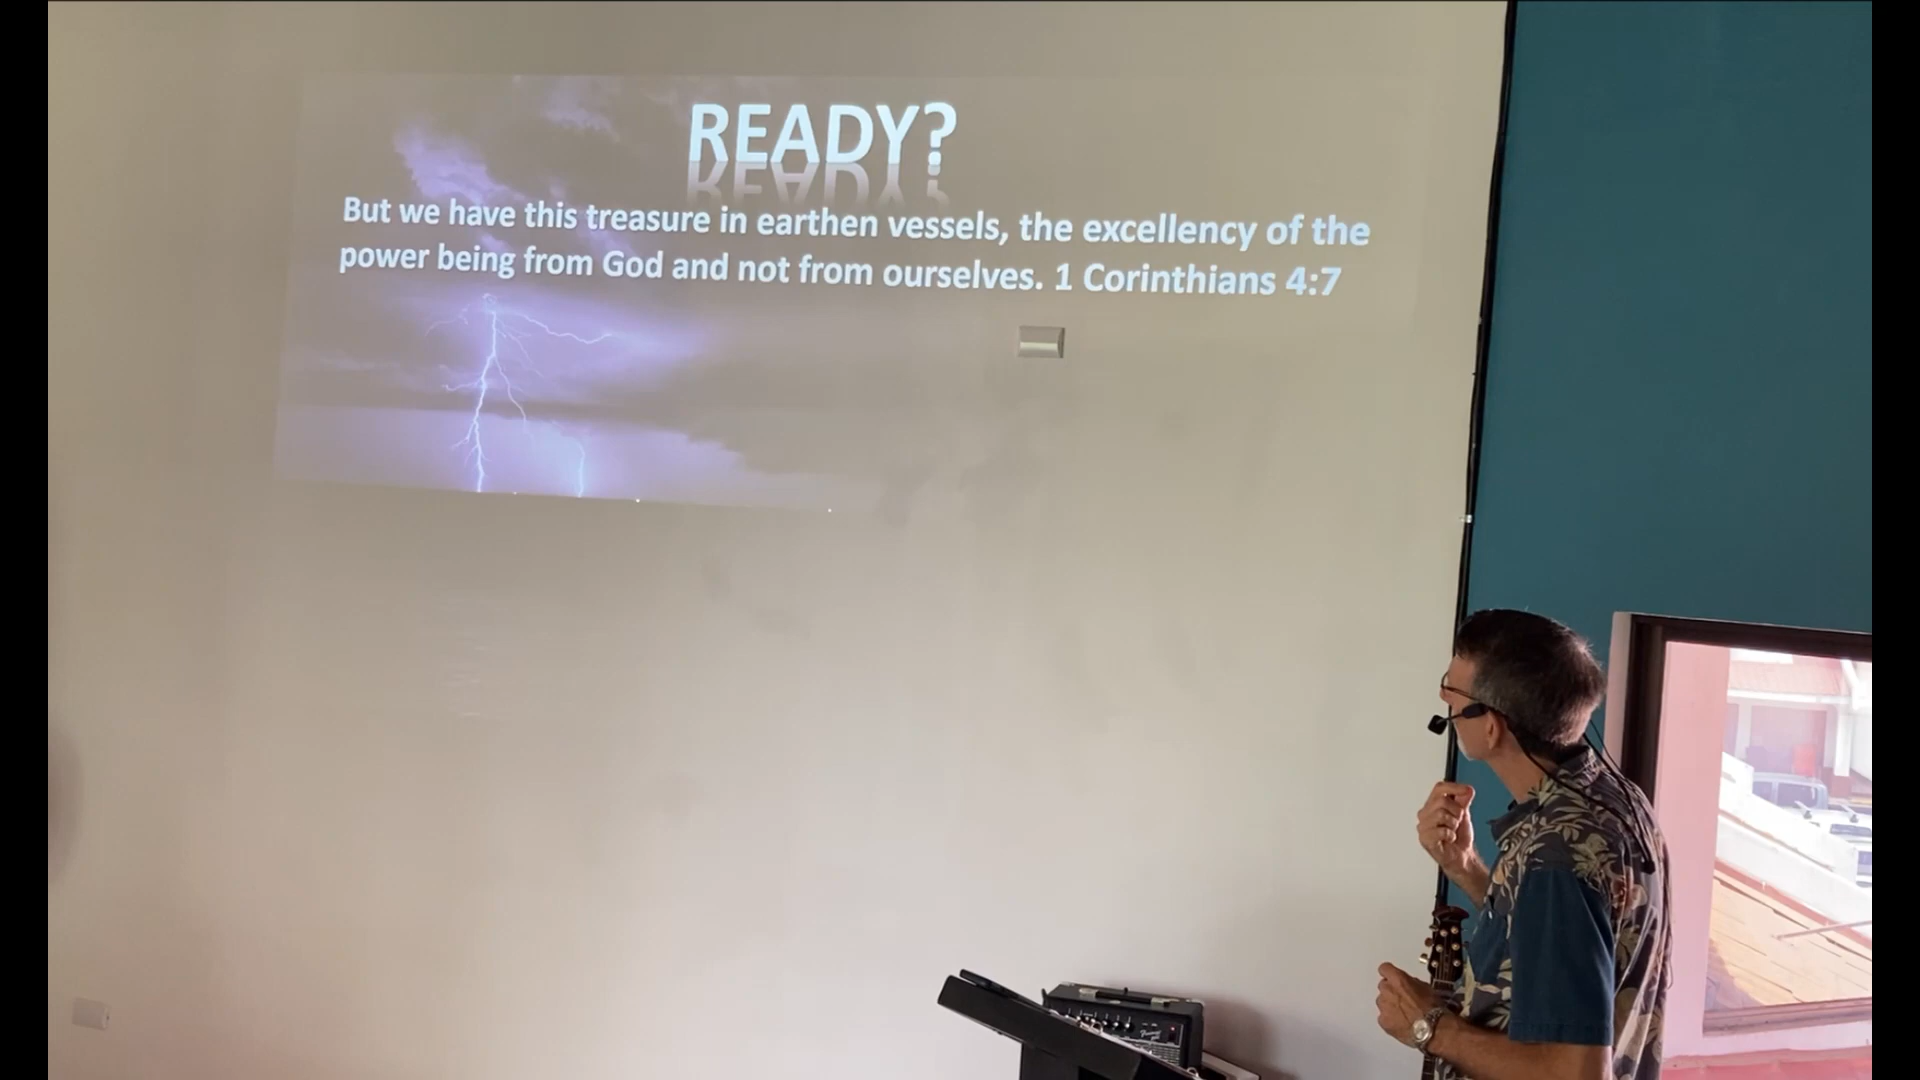 READY?
But we have this treasure in earthen vessels, the excellency of the
power being from God and not from ourselves. 1 Corinthians 4:7
Fender